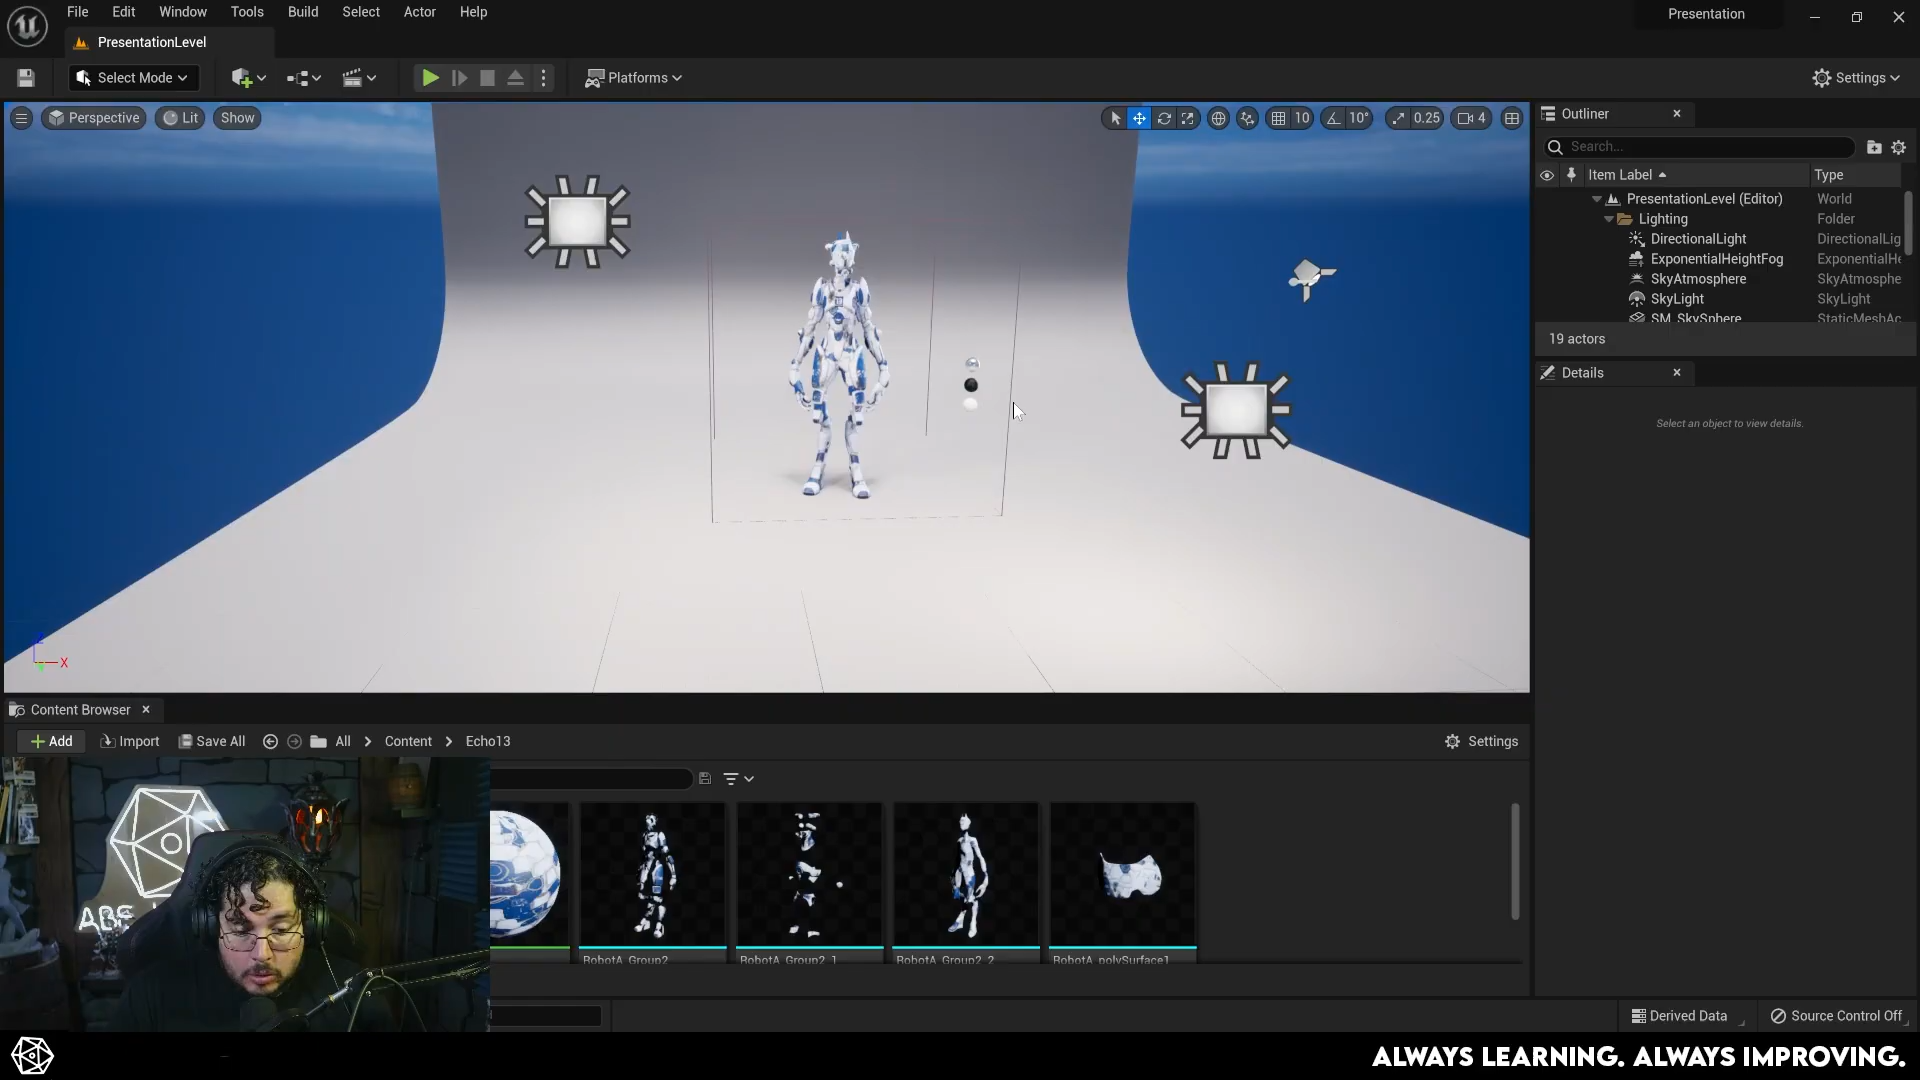 File Edit Window Tools Build Select Actor Help
Presentation
PresentationLevel
Select Mode
Platforms
Settings
Perspective
Lit
Show
10
10°
0.25
4
Outliner
Search...
Item Label
Type
PresentationLevel (Editor) World
Lighting Folder
DirectionalLight DirectionalLig
ExponentialHeightFog ExponentialHe
SkyAtmosphere SkyAtmosphe
SkyLight SkyLight
SM_SkySphere StaticMeshAc
19 actors
Details
Select an object to view details.
X
Content Browser
Add
Import
Save All
All > Content > Echo13
Settings
RobotA_Group2
RobotA_Group2_1
RobotA_Group2_2
RobotA_polySurface1
Derived Data
Source Control Off
ALWAYS LEARNING. ALWAYS IMPROVING.